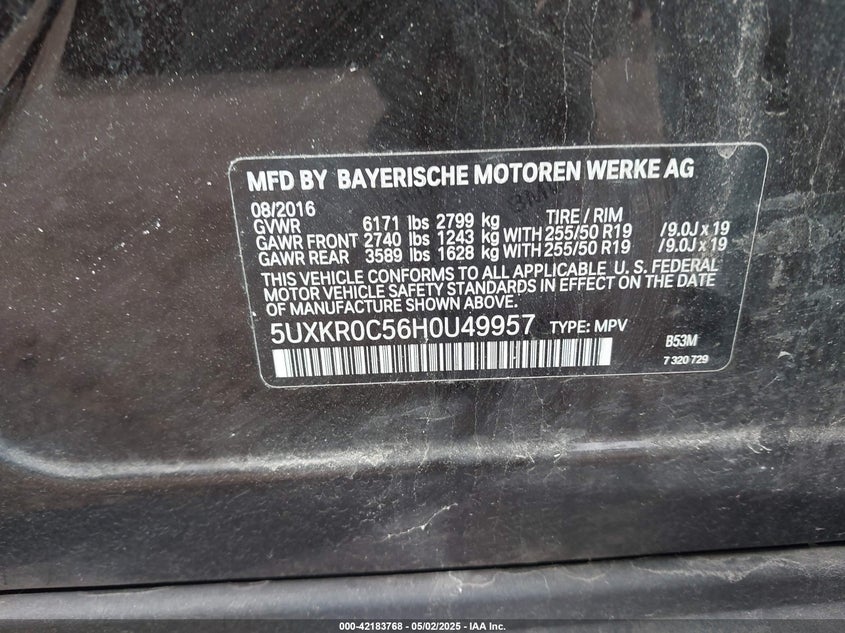 MFD BY BAYERISCHE MOTOREN WERKE AG
08/2016 TIRE / RIM
GVWR 6171 lbs 2799 kg
GAWR FRONT 2740 lbs 1243 kg WITH 255/50 R19 /9.0J x 19
GAWR REAR 3589 lbs 1628 kg WITH 255/50 R19 /9.0J x 19
THIS VEHICLE CONFORMS TO ALL APPLICABLE U. S. FEDERAL
MOTOR VEHICLE SAFETY STANDARDS IN EFFECT ON THE DATE
OF MANUFACTURE SHOWN ABOVE.
5UXKR0C56H0U49957 TYPE: MPV B53M
7 320 729
000-42183768 - 05/02/2025 - IAA Inc.